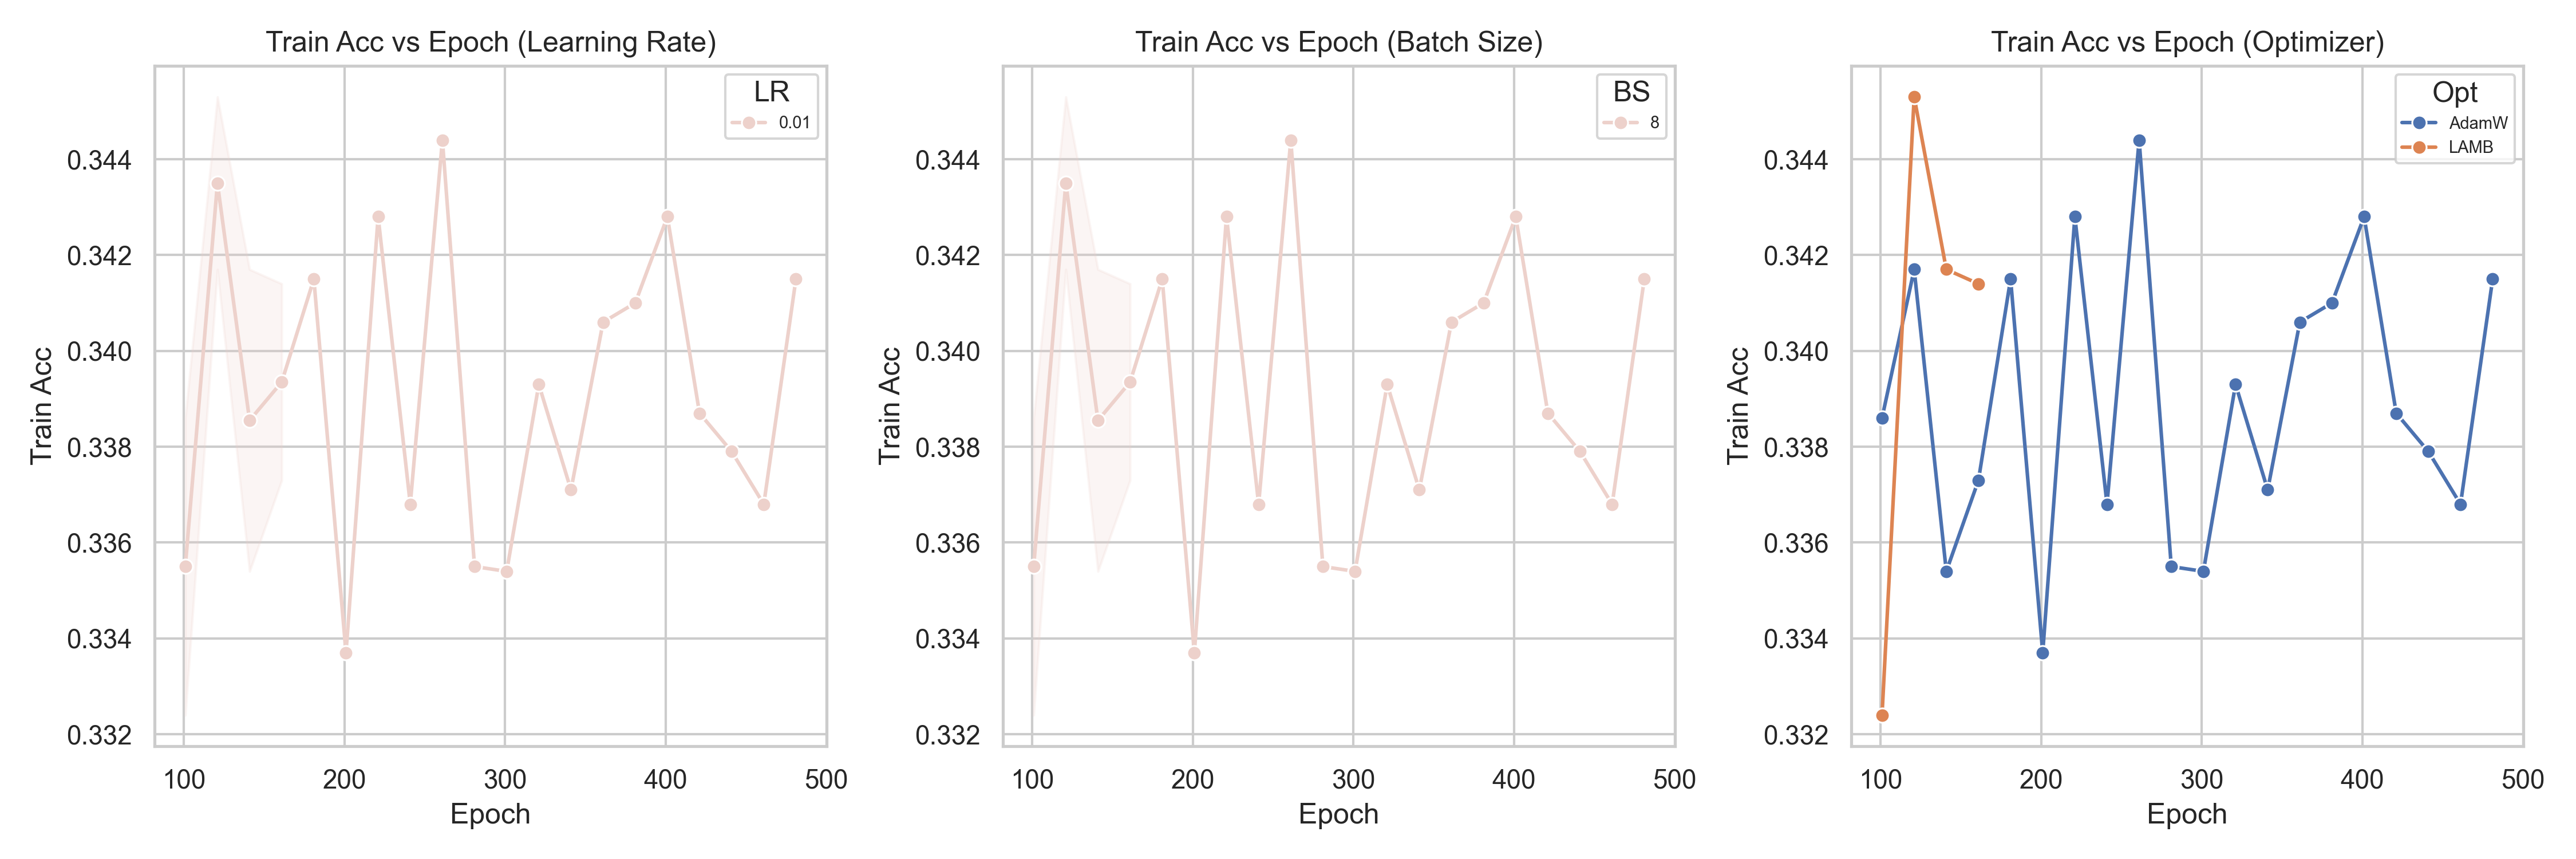 Train Acc vs Epoch (Learning Rate)
LR
0.01
0.344
0.342
0.340
0.338
0.336
0.334
0.332
Train Acc
100 200 300 400 500
Epoch
Train Acc vs Epoch (Batch Size)
BS
8
0.344
0.342
0.340
0.338
0.336
0.334
0.332
Train Acc
100 200 300 400 500
Epoch
Train Acc vs Epoch (Optimizer)
Opt
AdamW
LAMB
0.344
0.342
0.340
0.338
0.336
0.334
0.332
Train Acc
100 200 300 400 500
Epoch